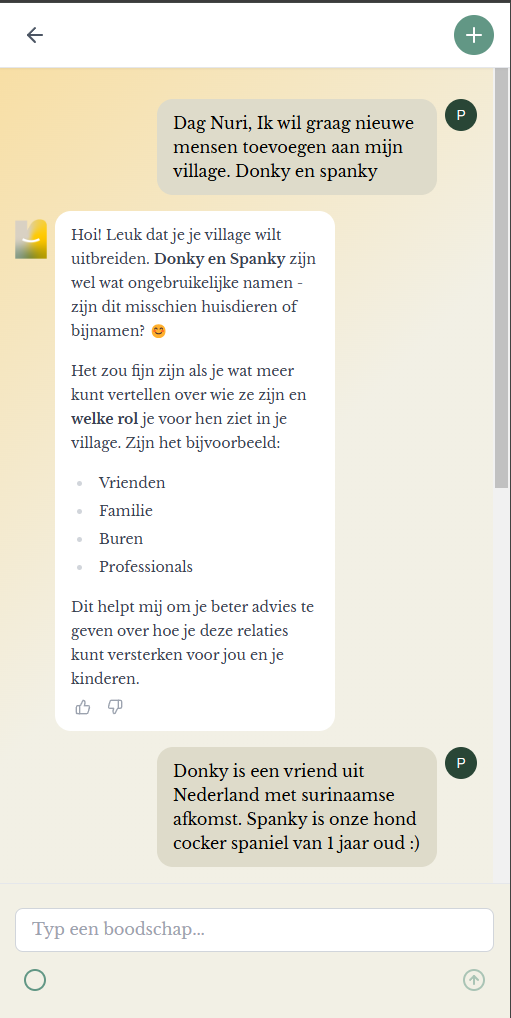 P
Dag Nuri, Ik wil graag nieuwe
mensen toevoegen aan mijn
village. Donky en spanky
Hoi! Leuk dat je je village wilt
uitbreiden. Donky en Spanky zijn
wel wat ongebruikelijke namen -
zijn dit misschien huisdieren of
bijnamen? 😊
Het zou fijn zijn als je wat meer
kunt vertellen over wie ze zijn en
welke rol je voor hen ziet in je
village. Zijn het bijvoorbeeld:
Vrienden
Familie
Buren
Professionals
Dit helpt mij om je beter advies te
geven over hoe je deze relaties
kunt versterken voor jou en je
kinderen.
P
Donky is een vriend uit
Nederland met surinaamse
afkomst. Spanky is onze hond
cocker spaniel van 1 jaar oud :)
Typ een boodschap...